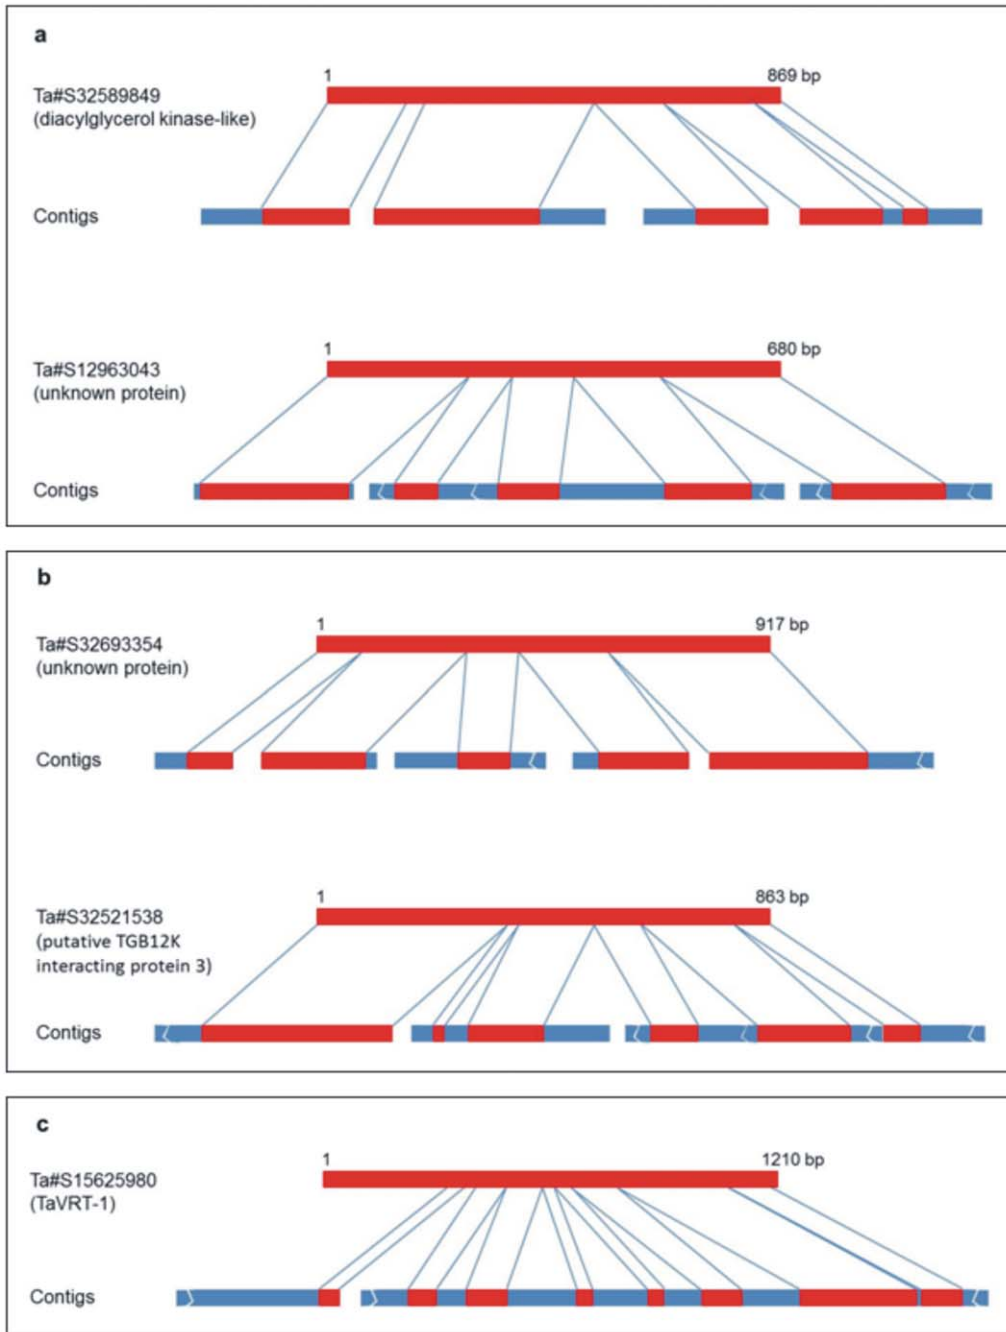 a
1 869 bp
Ta#S32589849
(diacylglycerol kinase-like)
Contigs
1 680 bp
Ta#S12963043
(unknown protein)
Contigs
b
1 917 bp
Ta#S32693354
(unknown protein)
Contigs
1 863 bp
Ta#S32521538
(putative TGB12K
interacting protein 3)
Contigs
c
1 1210 bp
Ta#S15625980
(TaVRT-1)
Contigs